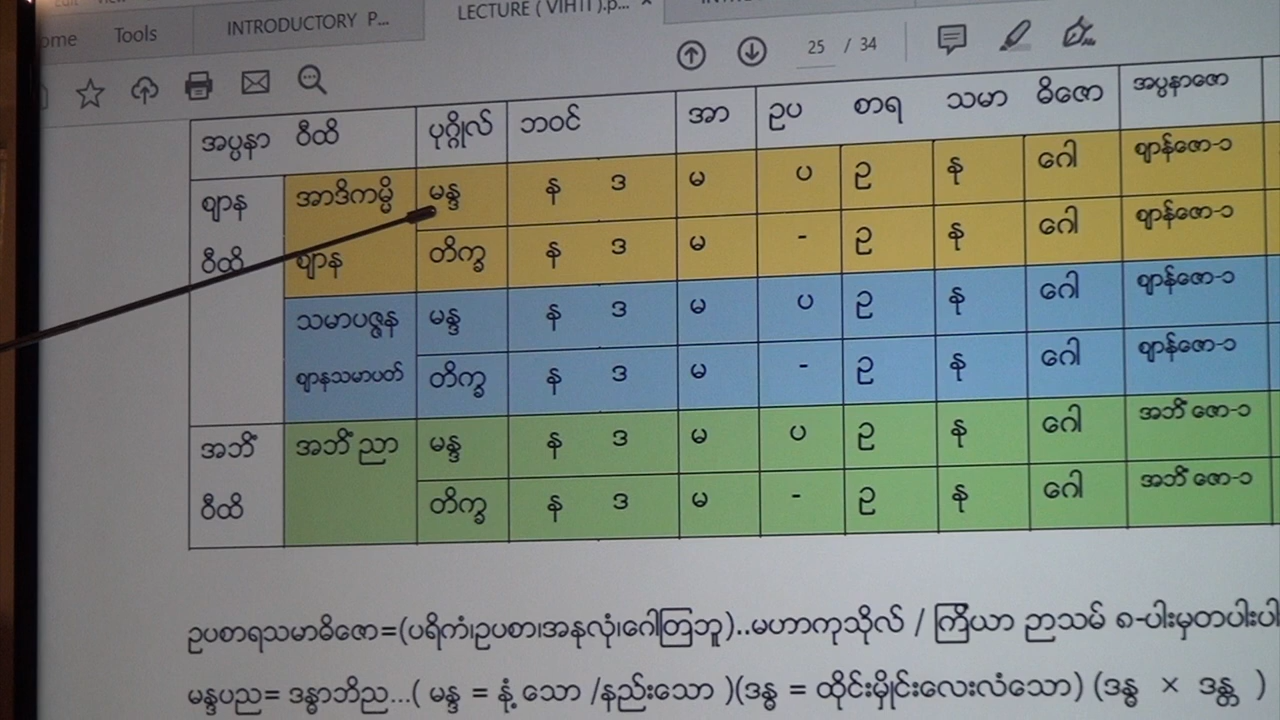 Tools INTRODUCTORY P... LECTURE ( VIHTI ).p...
25 / 34
အပ္ပနာ ဝီထိ ပုဂ္ဂိုလ် ဘဝင် အာ ဥပ စာရ သမာ ဓိဇော အပ္ပနာဇော
ဈာန အာဒိကမ္မိ မန္ဒ န ဒ မ ပ ဥ န ဂေါ ဈာန်ဇော-၁
ဝီထိ ဈာန တိက္ခ န ဒ မ - ဥ န ဂေါ ဈာန်ဇော-၁
သမာပဇ္ဇန မန္ဒ န ဒ မ ပ ဥ န ဂေါ ဈာန်ဇော-၁
ဈာနသမာပတ် တိက္ခ န ဒ မ - ဥ န ဂေါ ဈာန်ဇော-၁
အဘိံ အဘိံ ညာ မန္ဒ န ဒ မ ပ ဥ န ဂေါ အဘိံ ဇော-၁
ဝီထိ တိက္ခ န ဒ မ - ဥ န ဂေါ အဘိံ ဇော-၁
ဥပစာရသမာဓိဇော=(ပရိကံ၊ဥပစာ၊အနုလုံ၊ဂေါတြဘူ)..မဟာကုသိုလ် / ကြိယာ ဉာသမ် ၈-ပါးမှတပါးပါး
မန္ဒပည= ဒန္ဓာဘိည...( မန္ဒ = နုံ့ သော /နည်းသော )(ဒန္ဓ = ထိုင်းမှိုင်းလေးလံသော) (ဒန္ဓ × ဒန္တ )